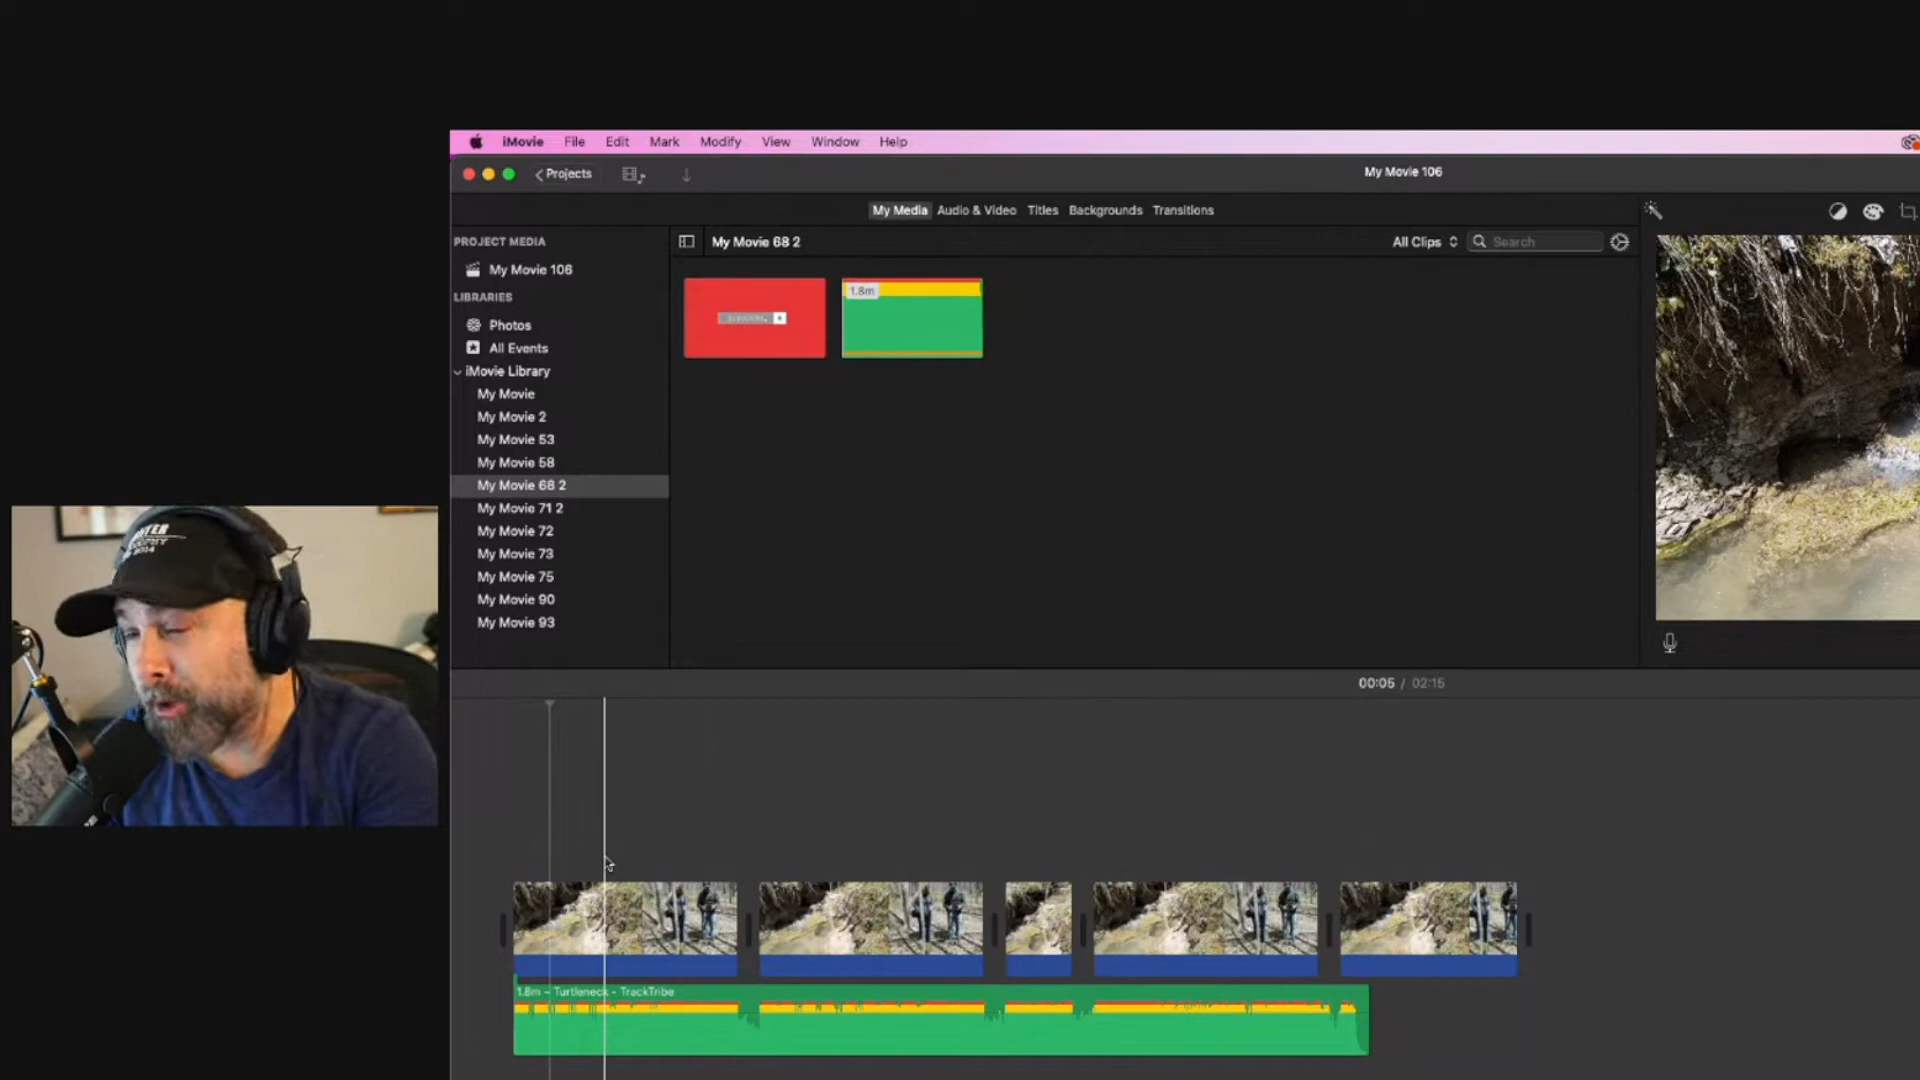 iMovie File Edit Mark Modify View Window Help
Projects
My Movie 106
My Media Audio & Video Titles Backgrounds Transitions
PROJECT MEDIA
My Movie 68 2
All Clips
Search
My Movie 106
LIBRARIES
1.8m
Photos
All Events
iMovie Library
My Movie
My Movie 2
My Movie 53
My Movie 58
My Movie 68 2
My Movie 71 2
My Movie 72
My Movie 73
My Movie 75
My Movie 90
My Movie 93
00:05 / 02:15
1.8m – Turtleneck - TrackTribe